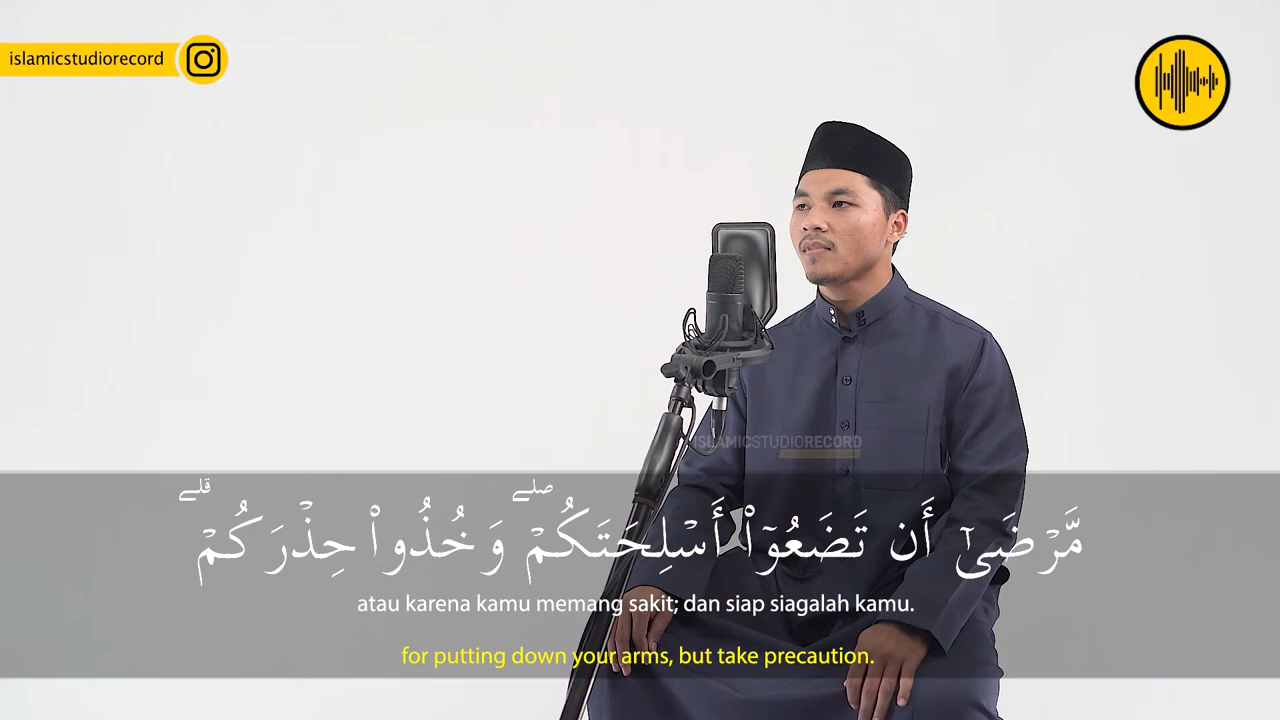 islamicstudiorecord
ISLAMICSTUDIORECORD
مَّرْضَىٰٓ أَن تَضَعُوٓا۟ أَسْلِحَتَكُمْ ۖ وَخُذُوا۟ حِذْرَكُمْ ۗ
atau karena kamu memang sakit; dan siap siagalah kamu.
for putting down your arms, but take precaution.